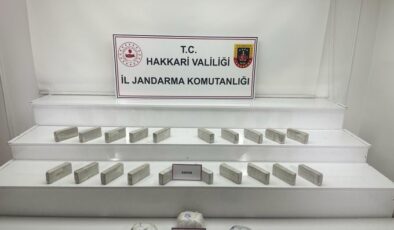 T.C.
HAKKARİ VALİLİĞİ
İL JANDARMA KOMUTANLIĞI